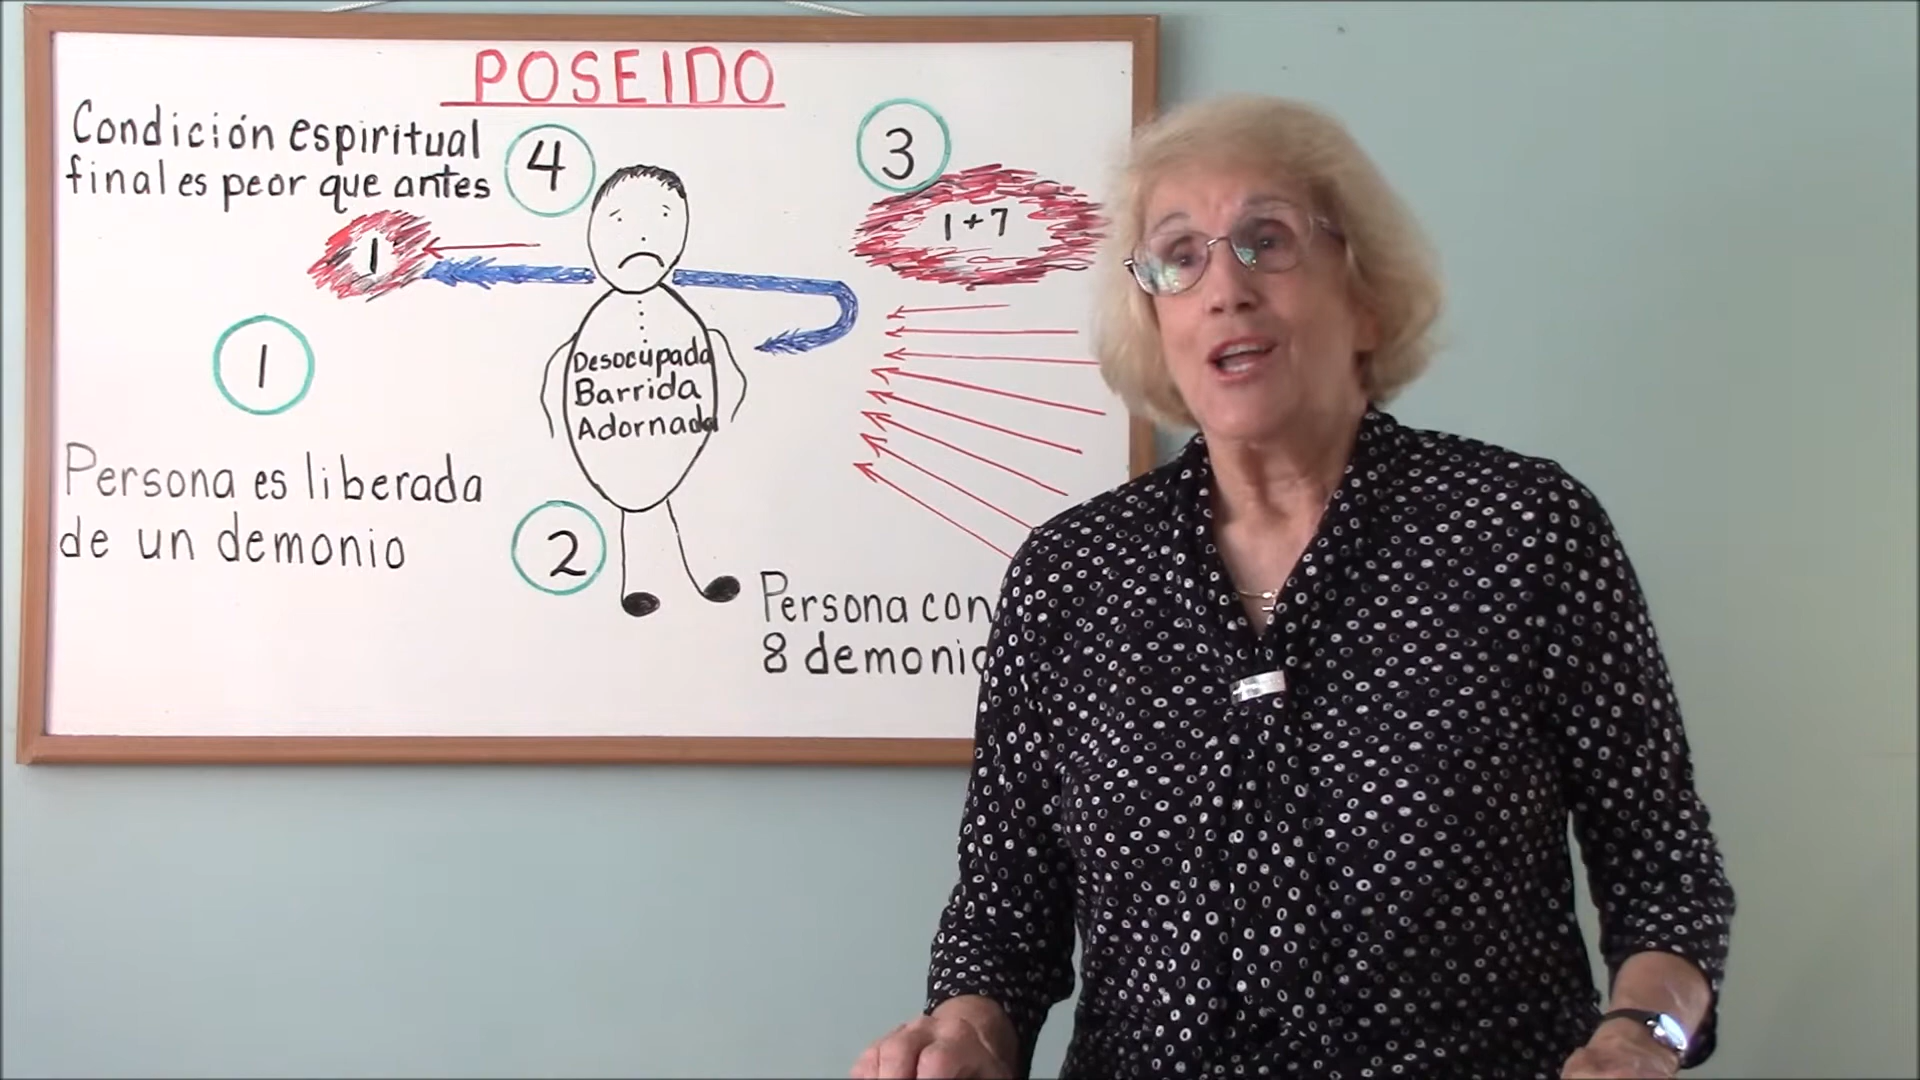 POSEIDO
Condición espiritual
final es peor que antes
4
3
1+7
1
1
Desocupada
Barrida
Adornada
Persona es liberada
de un demonio
2
Persona con
8